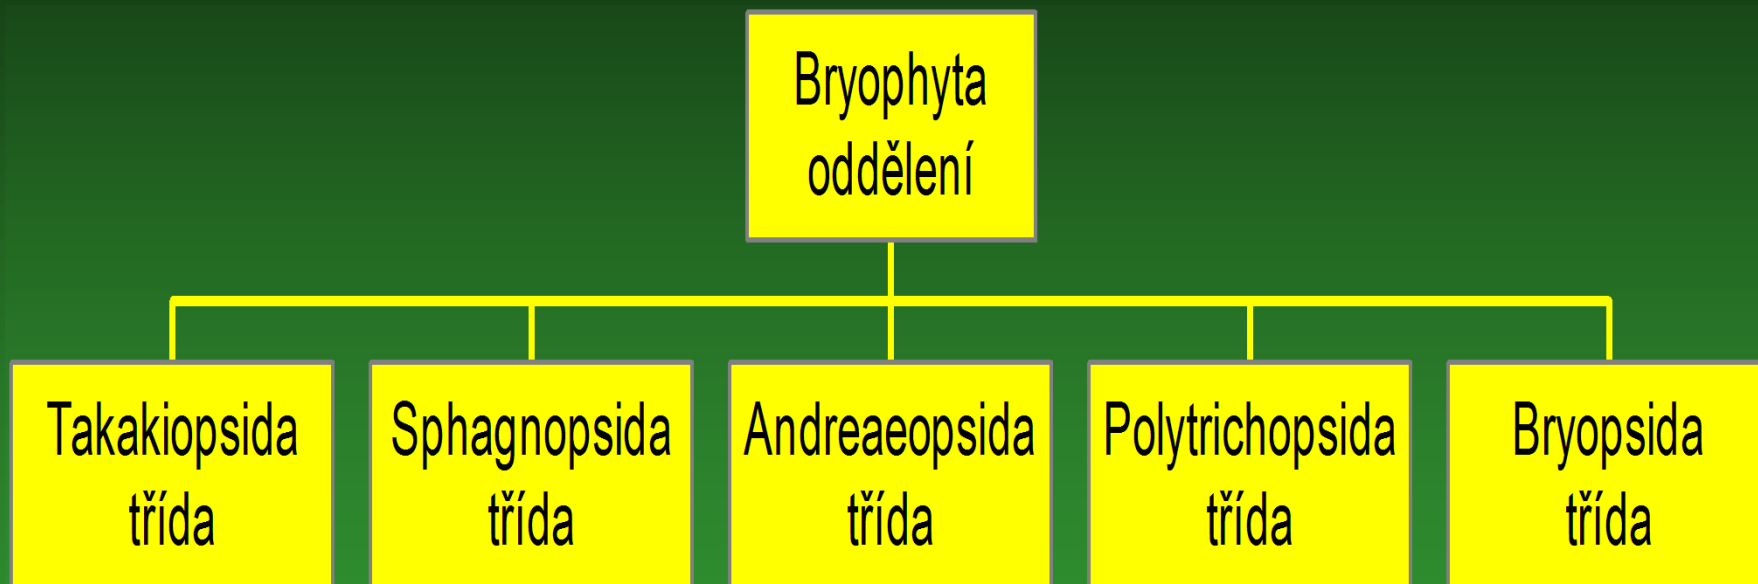 Bryophyta
oddělení
Takakiopsida
třída
Sphagnopsida
třída
Andreaeopsida
třída
Polytrichopsida
třída
Bryopsida
třída